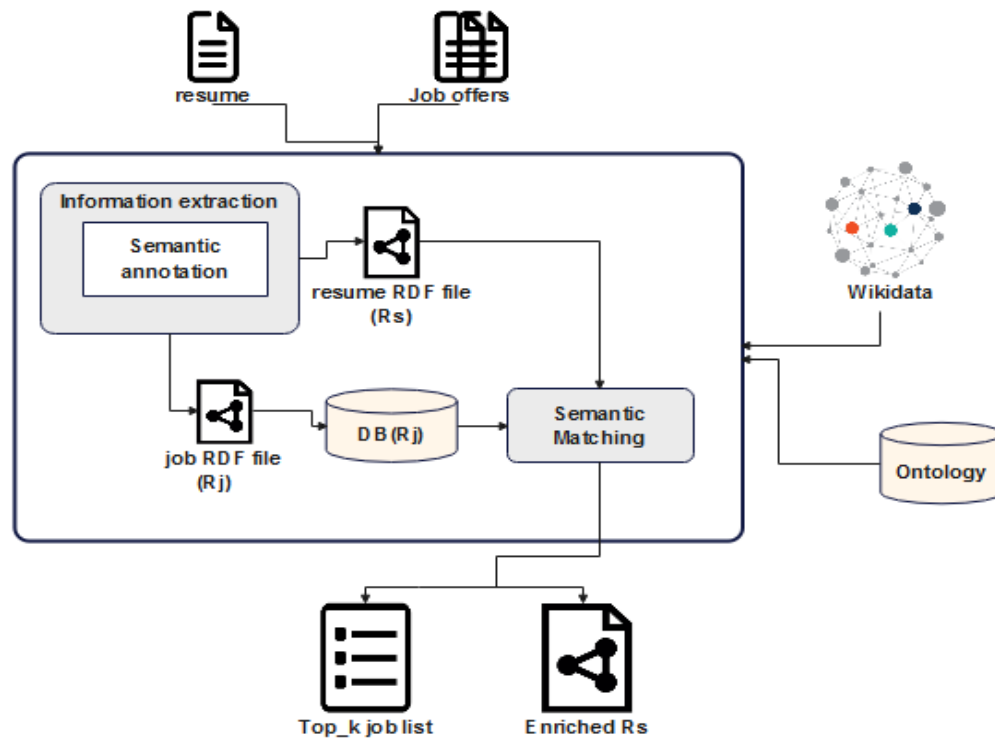 resume
Job offers
Information extraction
Semantic
annotation
resume RDF file
(Rs)
Wikidata
job RDF file
(Rj)
DB(Rj)
Semantic
Matching
Ontology
Top_k job list
Enriched Rs